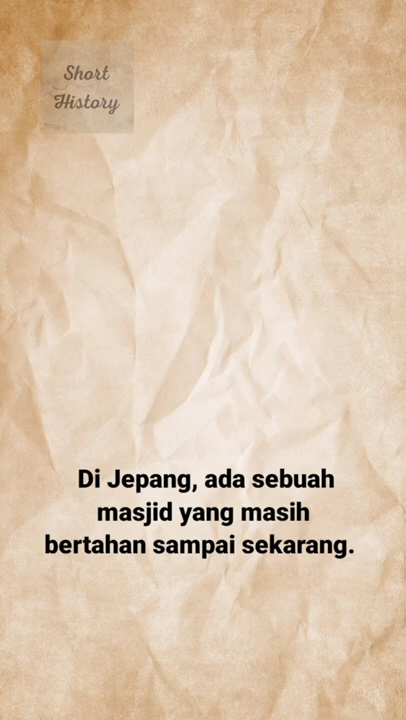 Short
History
Di Jepang, ada sebuah
masjid yang masih
bertahan sampai sekarang.